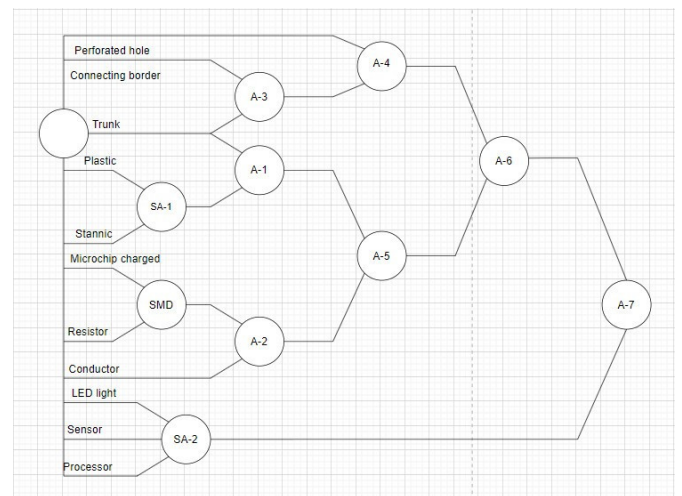 Perforated hole
A-4
Connecting border
A-3
Trunk
Plastic
A-1
A-6
SA-1
Stannic
Microchip charged
A-5
SMD
A-7
Resistor
A-2
Conductor
LED light
Sensor
SA-2
Processor